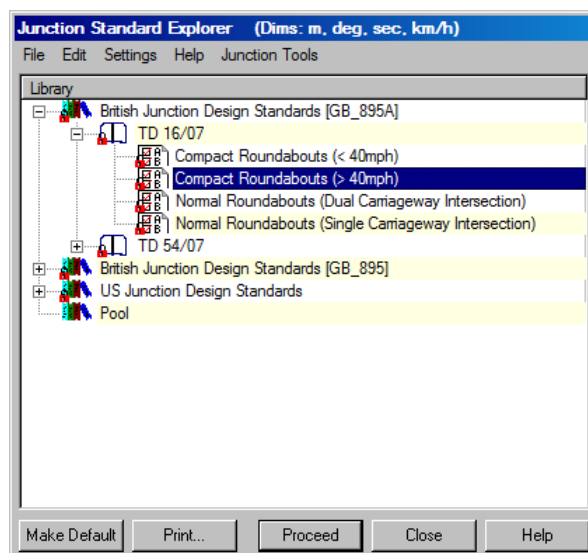 Junction Standard Explorer (Dims: m, deg, sec, km/h)
File Edit Settings Help Junction Tools
Library
British Junction Design Standards [GB_895A]
TD 16/07
Compact Roundabouts (< 40mph)
Compact Roundabouts (> 40mph)
Normal Roundabouts (Dual Carriageway Intersection)
Normal Roundabouts (Single Carriageway Intersection)
TD 54/07
British Junction Design Standards [GB_895]
US Junction Design Standards
Pool
Make Default Print... Proceed Close Help